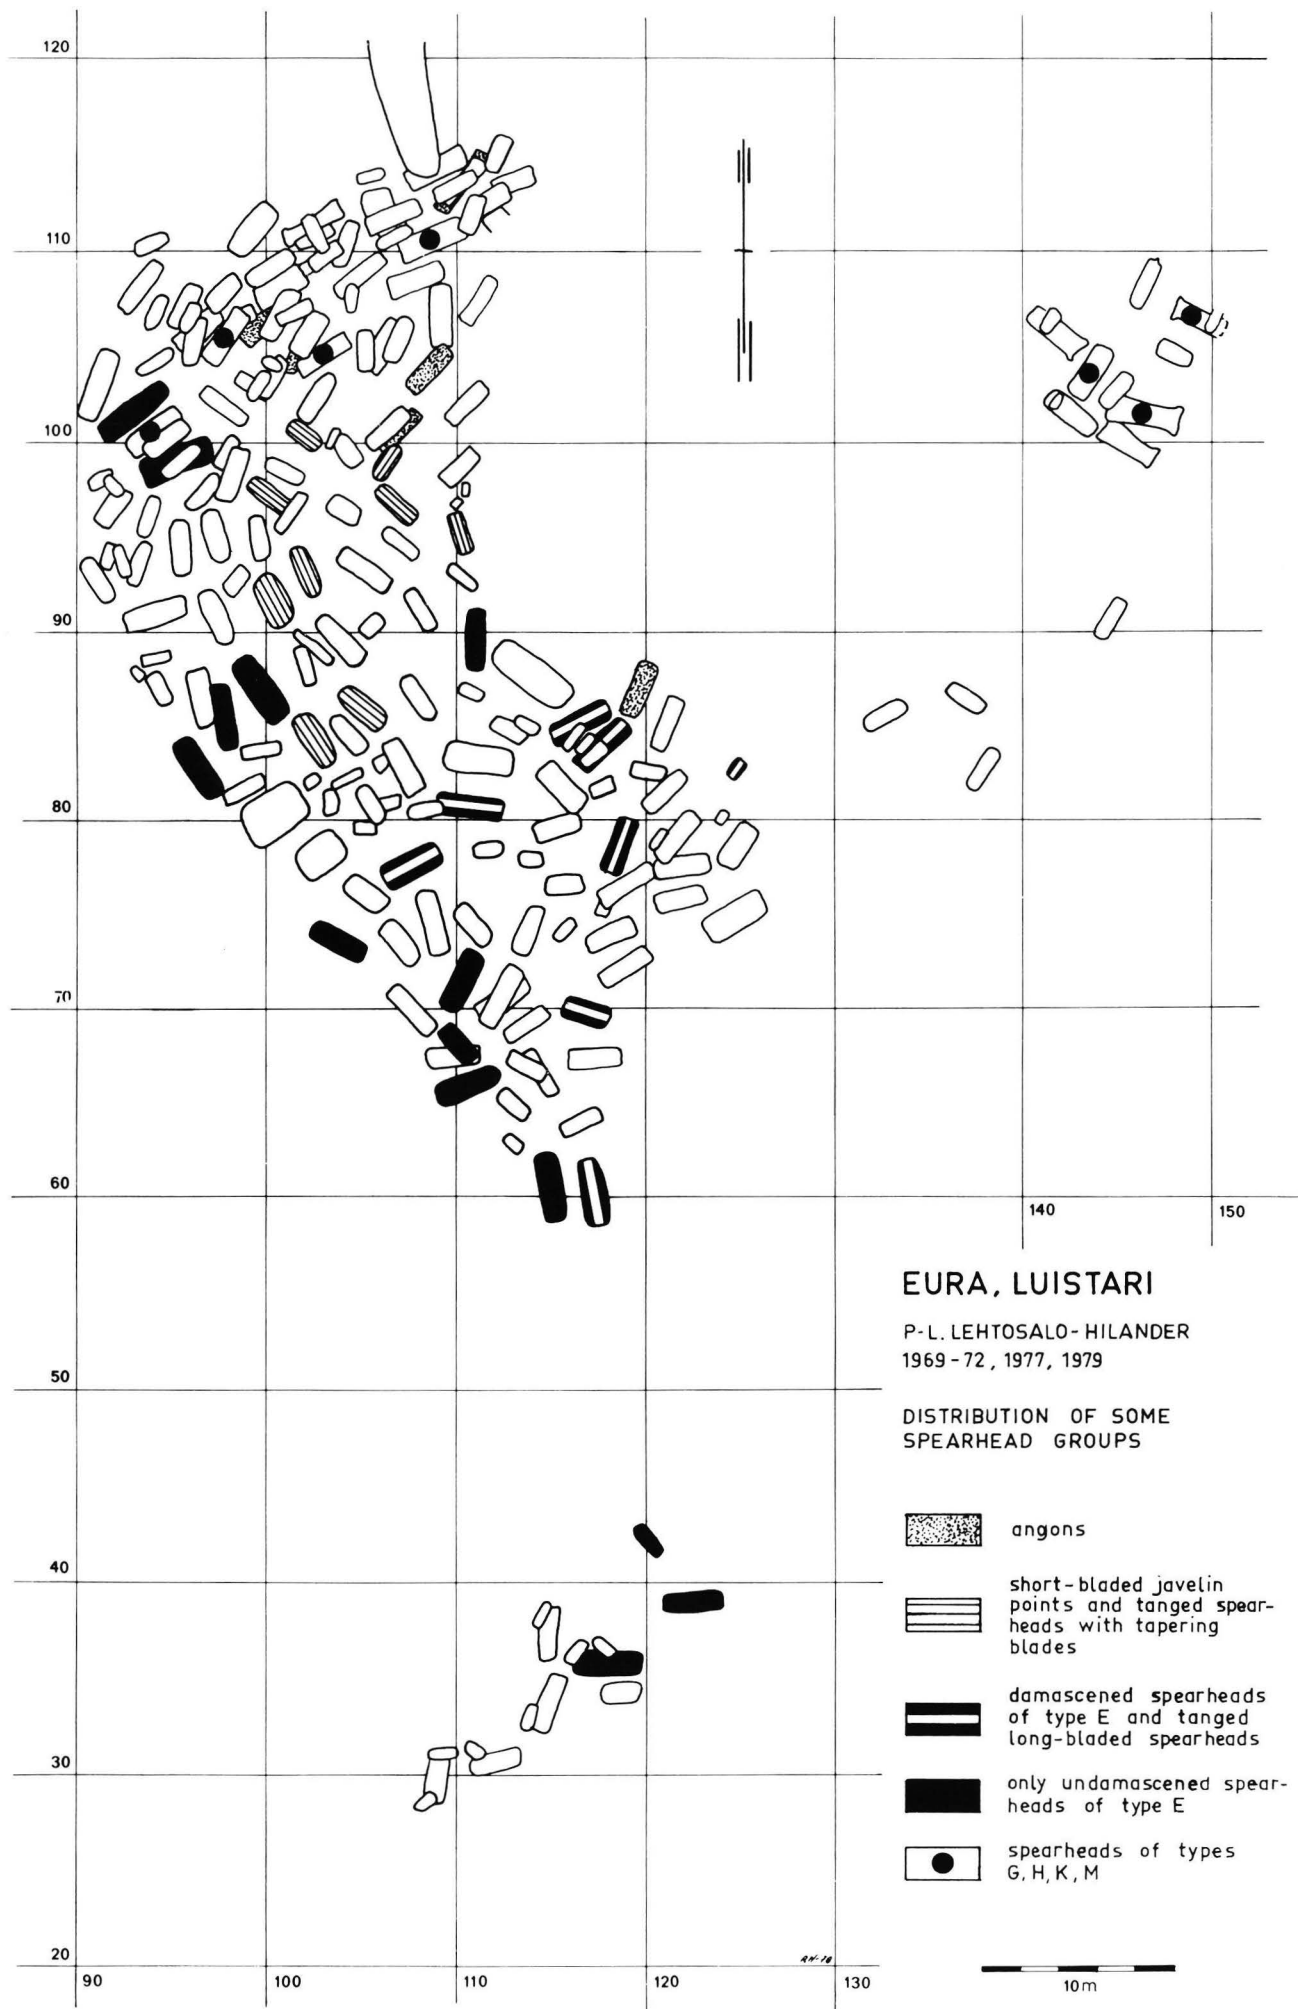 120
110
100
90
80
70
60
140
150
EURA, LUISTARI
P-L. LEHTOSALO-HILANDER
1969-72, 1977, 1979
50
DISTRIBUTION OF SOME
SPEARHEAD GROUPS
angons
40
short-bladed javelin
points and tanged spear-
heads with tapering
blades
damascened spearheads
of type E and tanged
long-bladed spearheads
30
only undamascened spear-
heads of type E
spearheads of types
G, H, K, M
20
90
100
110
120
130
10m